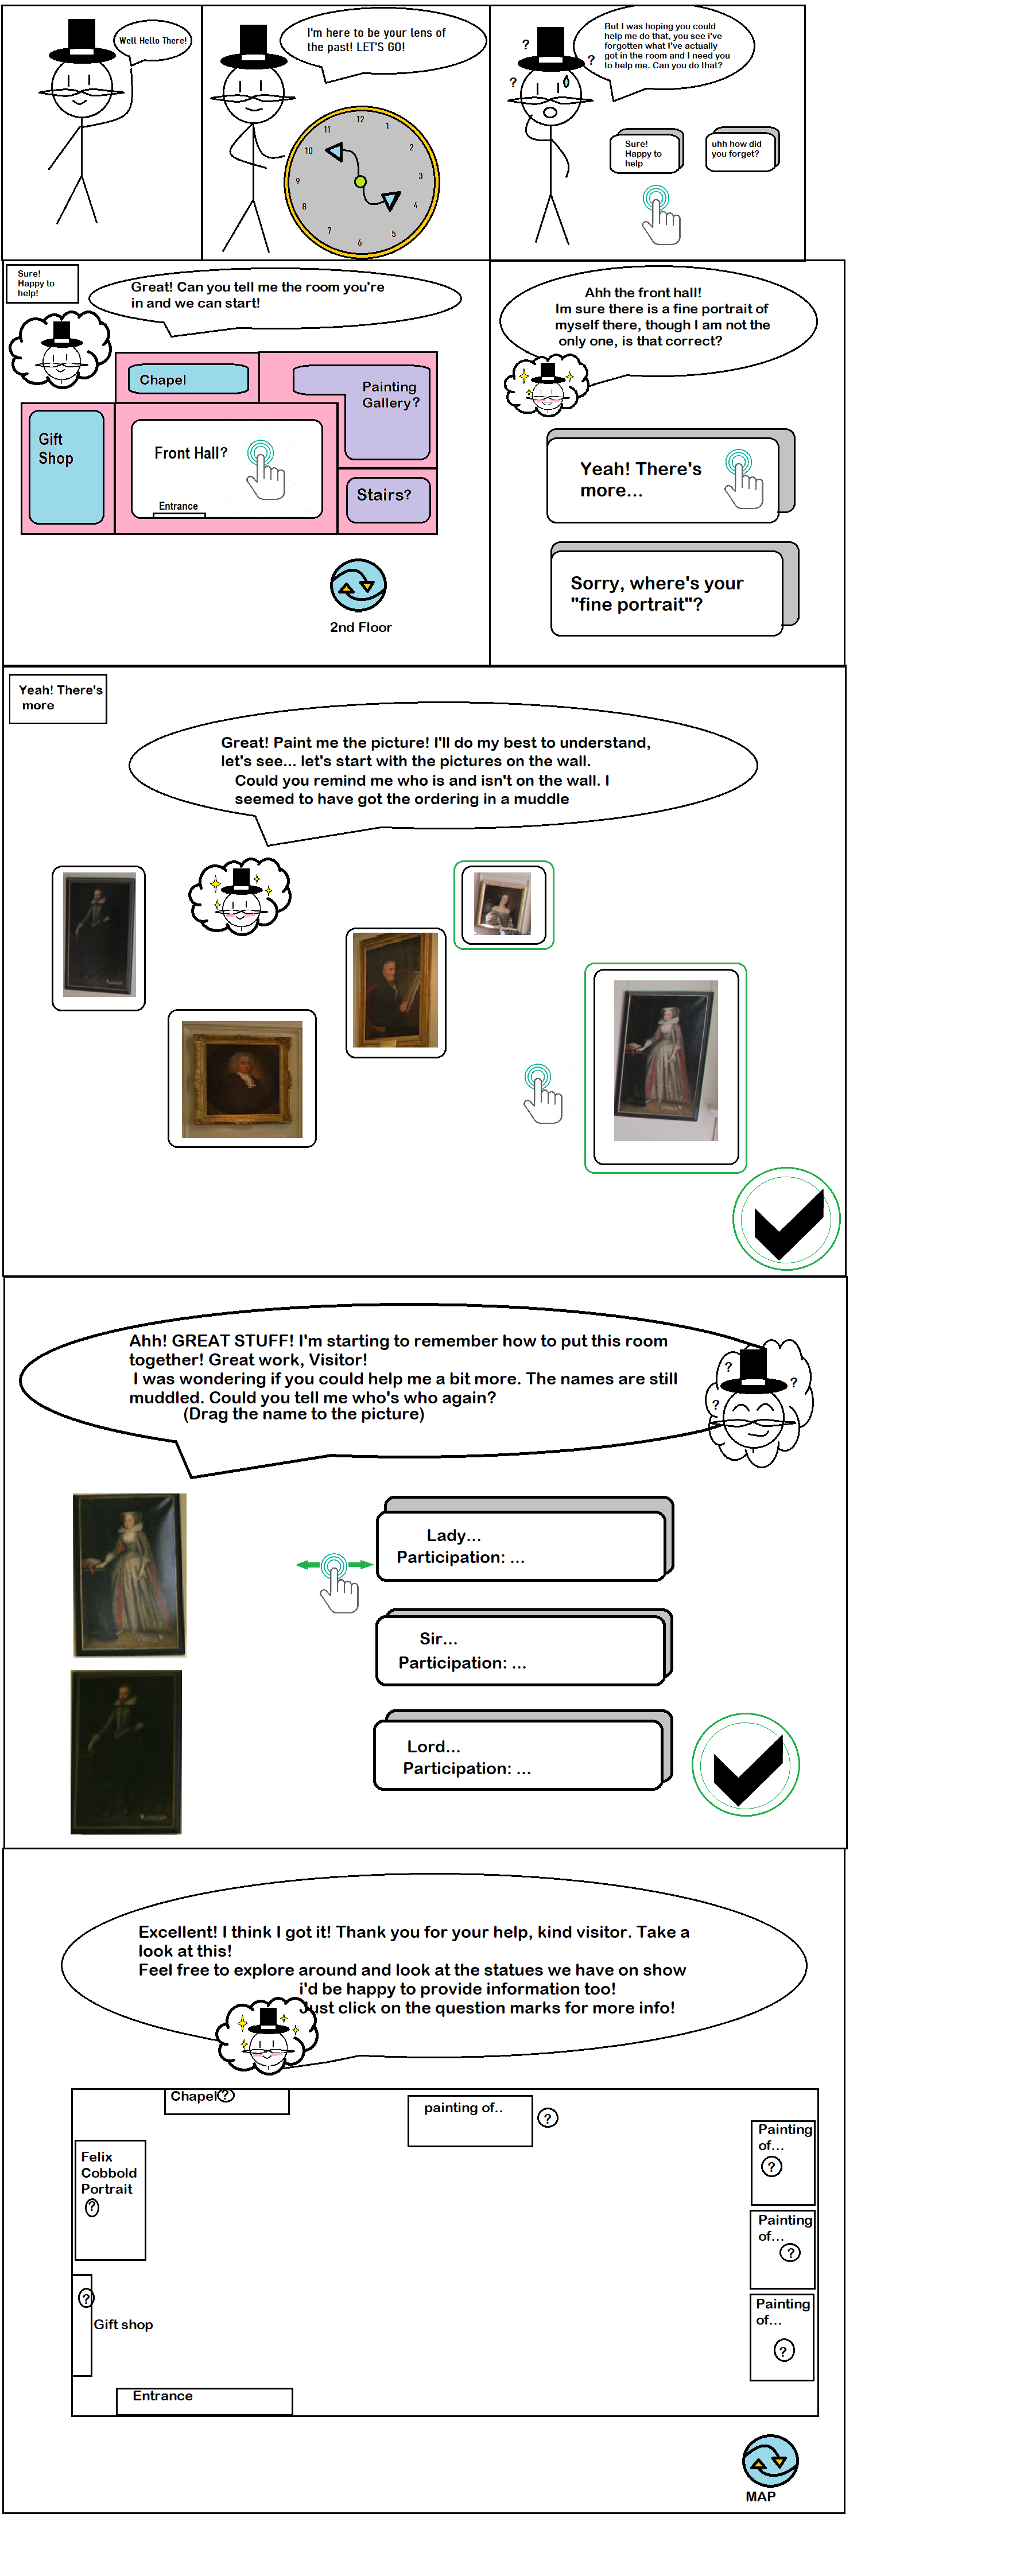 Well Hello There!
I'm here to be your lens of
the past! LET'S GO!
12
1
2
3
4
5
6
7
8
9
10
11
But I was hoping you could
help me do that, you see i've
forgotten what I've actually
got in the room and I need you
to help me. Can you do that?
?
?
?
Sure!
Happy to
help
uhh how did
you forget?
Sure!
Happy to
help!
Great! Can you tell me the room you're
in and we can start!
Chapel
Painting
Gallery?
Gift
Shop
Front Hall?
Entrance
Stairs?
2nd Floor
Ahh the front hall!
Im sure there is a fine portrait of
myself there, though I am not the
only one, is that correct?
Yeah! There's
more...
Sorry, where's your
"fine portrait"?
Yeah! There's
more
Great! Paint me the picture! I'll do my best to understand,
let's see... let's start with the pictures on the wall.
Could you remind me who is and isn't on the wall. I
seemed to have got the ordering in a muddle
Ahh! GREAT STUFF! I'm starting to remember how to put this room
together! Great work, Visitor!
I was wondering if you could help me a bit more. The names are still
muddled. Could you tell me who's who again?
(Drag the name to the picture)
?
?
?
Lady...
Participation: ...
Sir...
Participation: ...
Lord...
Participation: ...
Excellent! I think I got it! Thank you for your help, kind visitor. Take a
look at this!
Feel free to explore around and look at the statues we have on show
i'd be happy to provide information too!
Just click on the question marks for more info!
Chapel ?
painting of..
?
Painting
of...
?
Felix
Cobbold
Portrait
?
Painting
of...
?
?
Gift shop
Painting
of...
?
Entrance
MAP